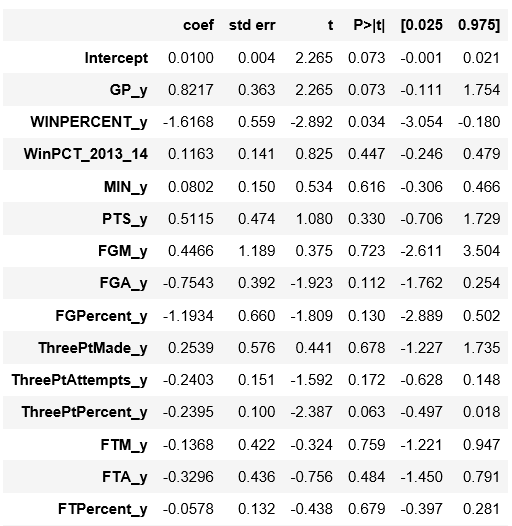 coef std err t P>|t| [0.025 0.975]
Intercept 0.0100 0.004 2.265 0.073 -0.001 0.021
GP_y 0.8217 0.363 2.265 0.073 -0.111 1.754
WINPERCENT_y -1.6168 0.559 -2.892 0.034 -3.054 -0.180
WinPCT_2013_14 0.1163 0.141 0.825 0.447 -0.246 0.479
MIN_y 0.0802 0.150 0.534 0.616 -0.306 0.466
PTS_y 0.5115 0.474 1.080 0.330 -0.706 1.729
FGM_y 0.4466 1.189 0.375 0.723 -2.611 3.504
FGA_y -0.7543 0.392 -1.923 0.112 -1.762 0.254
FGPercent_y -1.1934 0.660 -1.809 0.130 -2.889 0.502
ThreePtMade_y 0.2539 0.576 0.441 0.678 -1.227 1.735
ThreePtAttempts_y -0.2403 0.151 -1.592 0.172 -0.628 0.148
ThreePtPercent_y -0.2395 0.100 -2.387 0.063 -0.497 0.018
FTM_y -0.1368 0.422 -0.324 0.759 -1.221 0.947
FTA_y -0.3296 0.436 -0.756 0.484 -1.450 0.791
FTPercent_y -0.0578 0.132 -0.438 0.679 -0.397 0.281